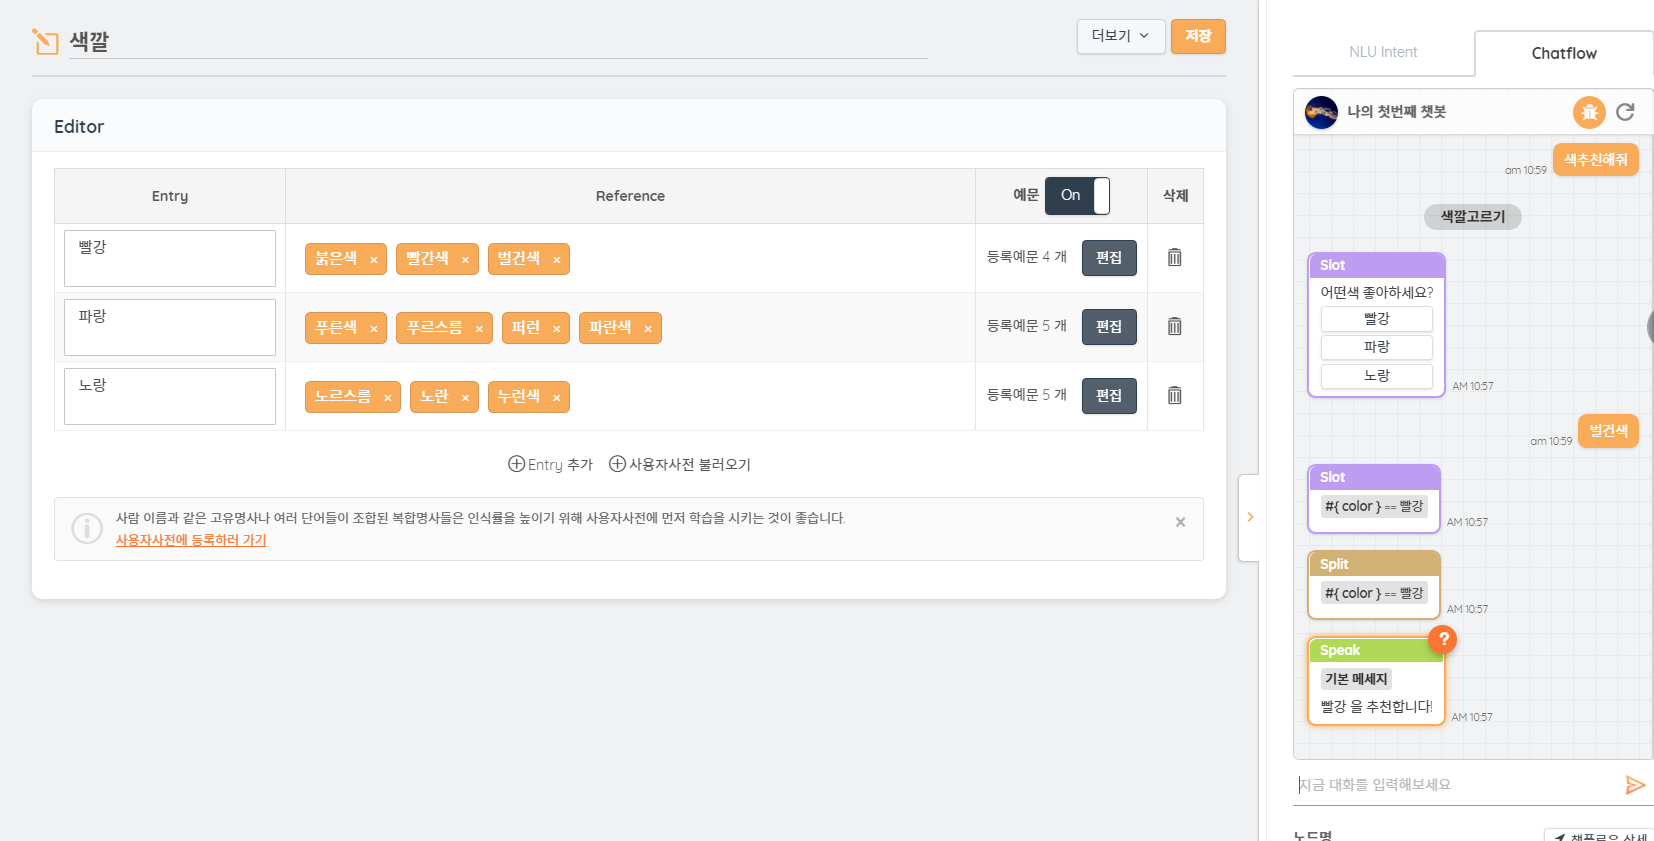 색깔
더보기
저장
Editor
Entry
Reference
예문
On
삭제
빨강
붉은색 ×
빨간색 ×
벌건색 ×
등록예문 4 개
편집
파랑
푸른색 ×
푸르스름 ×
퍼런 ×
파란색 ×
등록예문 5 개
편집
노랑
노르스름 ×
노란 ×
누런색 ×
등록예문 5 개
편집
Entry 추가
사용자사전 불러오기
사람 이름과 같은 고유명사나 여러 단어들이 조합된 복합명사들은 인식률을 높이기 위해 사용자사전에 먼저 학습을 시키는 것이 좋습니다.
사용자사전에 등록하러 가기
NLU Intent
Chatflow
나의 첫번째 챗봇
색추천해줘
am 10:59
색깔고르기
Slot
어떤색 좋아하세요?
빨강
파랑
노랑
AM 10:57
벌건색
am 10:59
Slot
#{ color } == 빨강
AM 10:57
Split
#{ color } == 빨강
AM 10:57
?
Speak
기본 메세지
빨강 을 추천합니다!
AM 10:57
지금 대화를 입력해보세요
노드명
챗플로우 상세